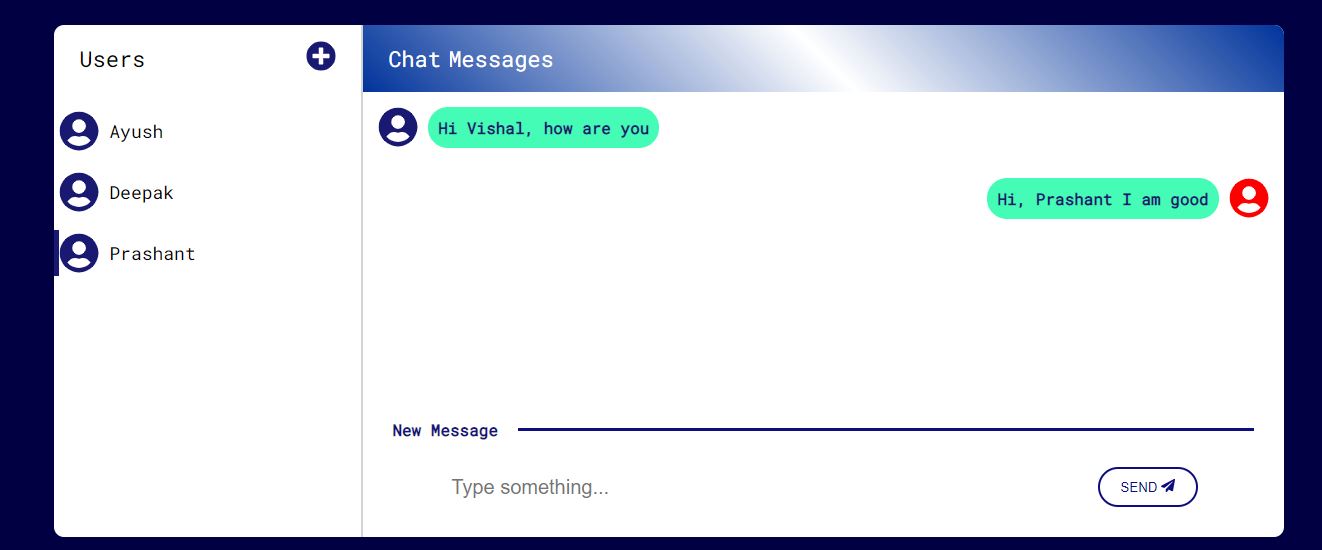 Users
Ayush
Deepak
Prashant
Chat Messages
Hi Vishal, how are you
Hi, Prashant I am good
New Message
Type something...
SEND